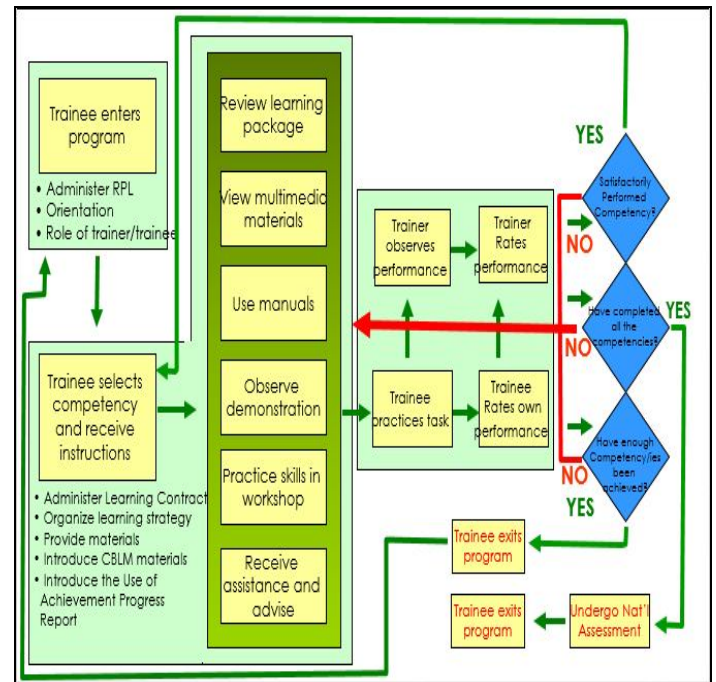 Trainee enters
program
• Administer RPL
• Orientation
• Role of trainer/trainee
Trainee selects
competency
and receive
instructions
• Administer Learning Contract
• Organize learning strategy
• Provide materials
• Introduce CBLM materials
• Introduce the Use of
Achievement Progress
Report
Review learning
package
View multimedic
materials
Use manuals
Observe
demonstration
Practice skills in
workshop
Receive
assistance and
advise
Trainer
observes
performance
Trainer
Rates
performance
Trainee
practices task
Trainee
Rates own
performance
YES
Satisfactorily
Performed
Competency?
NO
Have completed
all the
competencies?
YES
NO
Have enough
Competency/ies
been
achieved?
NO
YES
Trainee exits
program
Trainee exits
program
Undergo Nat'l
Assessment